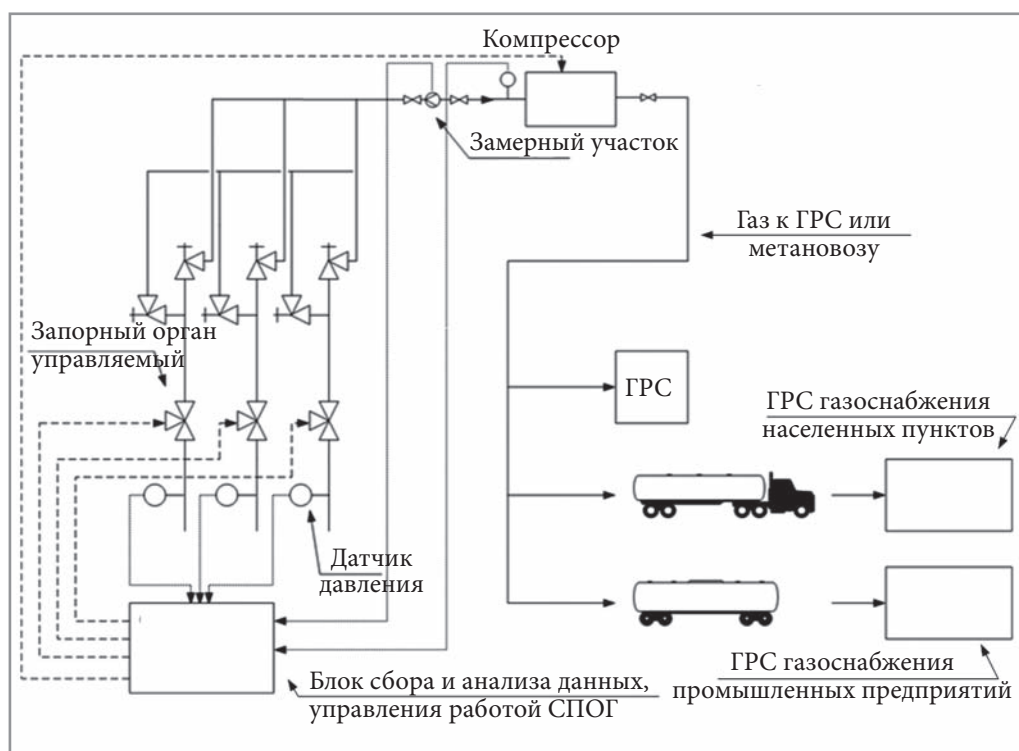 Компрессор
Замерный участок
Газ к ГРС или
метановозу
Запорный орган
управляемый
ГРС
ГРС газоснабжения
населенных пунктов
Датчик
давления
ГРС газоснабжения
промышленных предприятий
Блок сбора и анализа данных,
управления работой СПОГ